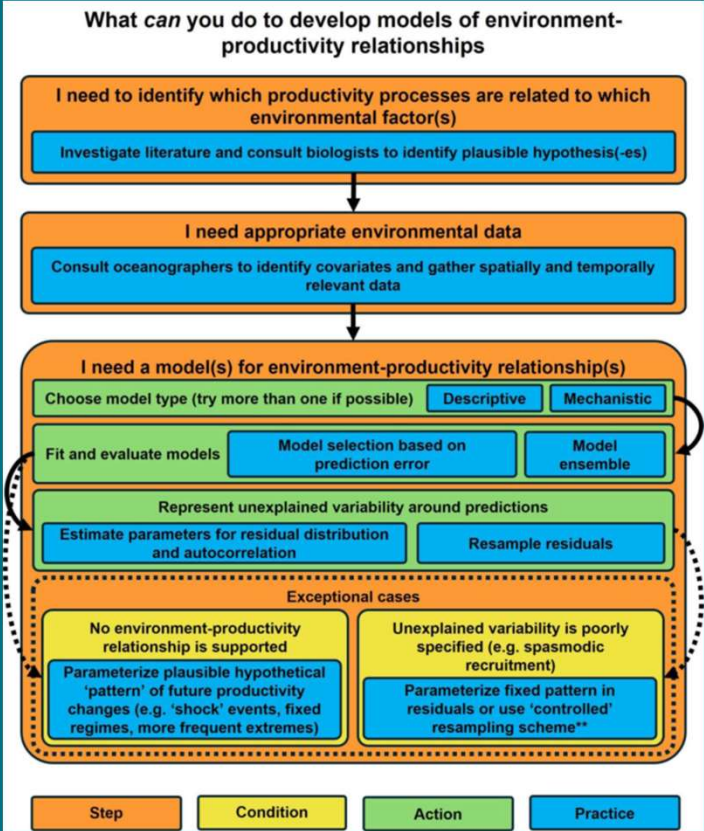 What can you do to develop models of environment-
productivity relationships
I need to identify which productivity processes are related to which
environmental factor(s)
Investigate literature and consult biologists to identify plausible hypothesis(-es)
I need appropriate environmental data
Consult oceanographers to identify covariates and gather spatially and temporally
relevant data
I need a model(s) for environment-productivity relationship(s)
Choose model type (try more than one if possible)
Descriptive
Mechanistic
Fit and evaluate models
Model selection based on
prediction error
Model
ensemble
Represent unexplained variability around predictions
Estimate parameters for residual distribution
and autocorrelation
Resample residuals
Exceptional cases
No environment-productivity
relationship is supported
Parameterize plausible hypothetical
‘pattern’ of future productivity
changes (e.g. ‘shock’ events, fixed
regimes, more frequent extremes)
Unexplained variability is poorly
specified (e.g. spasmodic
recruitment)
Parameterize fixed pattern in
residuals or use ‘controlled’
resampling scheme**
Step
Condition
Action
Practice